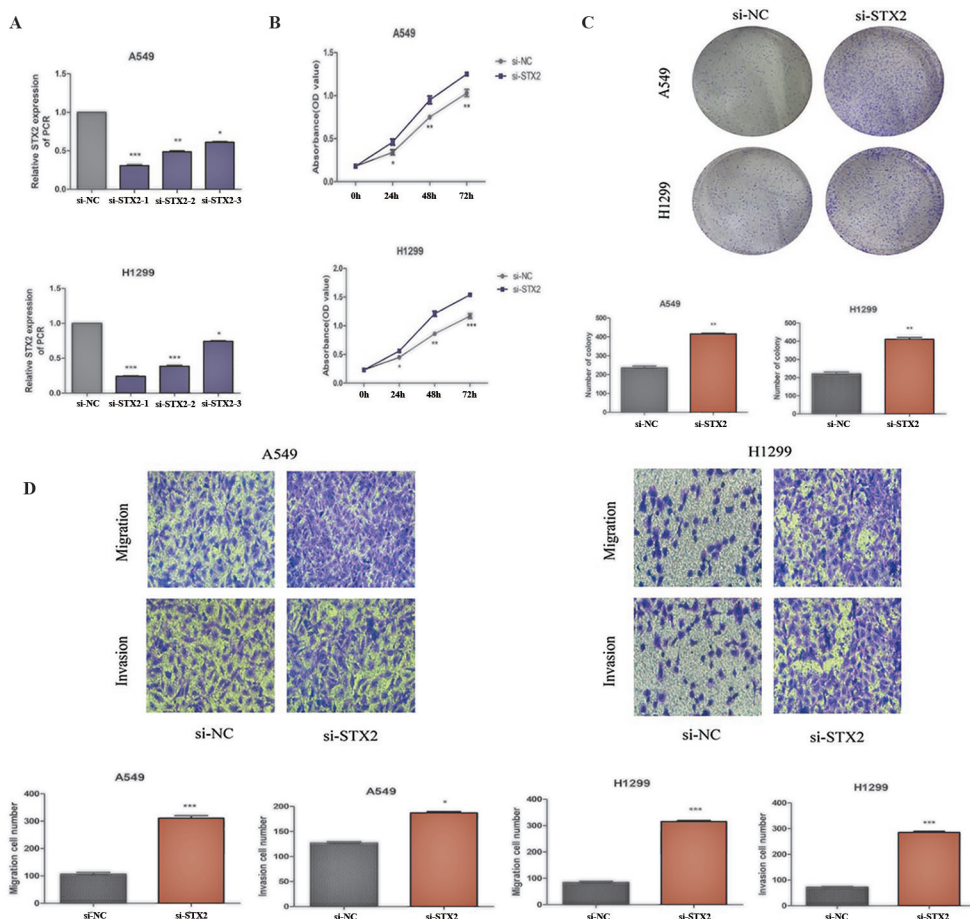 A
A549
Relative STX2 expression
of PCR
1.5
1.0
0.5
0.0
***
**
*
si-NC
si-STX2-1
si-STX2-2
si-STX2-3
H1299
Relative STX2 expression
of PCR
1.5
1.0
0.5
0.0
***
***
*
si-NC
si-STX2-1
si-STX2-2
si-STX2-3
B
A549
Absorbance(OD value)
1.5
1.0
0.5
0.0
*
**
**
0h
24h
48h
72h
si-NC
si-STX2
H1299
Absorbance(OD value)
2.0
1.5
1.0
0.5
0.0
*
**
***
0h
24h
48h
72h
si-NC
si-STX2
C
si-NC
si-STX2
A549
H1299
A549
Number of colony
500
400
300
200
100
0
**
si-NC
si-STX2
H1299
Number of colony
500
400
300
200
100
0
**
si-NC
si-STX2
D
A549
Migration
Invasion
si-NC
si-STX2
H1299
Migration
Invasion
si-NC
si-STX2
A549
Migration cell number
400
300
200
100
0
***
si-NC
si-STX2
A549
Invasion cell number
200
150
100
50
0
*
si-NC
si-STX2
H1299
Migration cell number
400
300
200
100
0
***
si-NC
si-STX2
H1299
Invasion cell number
400
300
200
100
0
***
si-NC
si-STX2